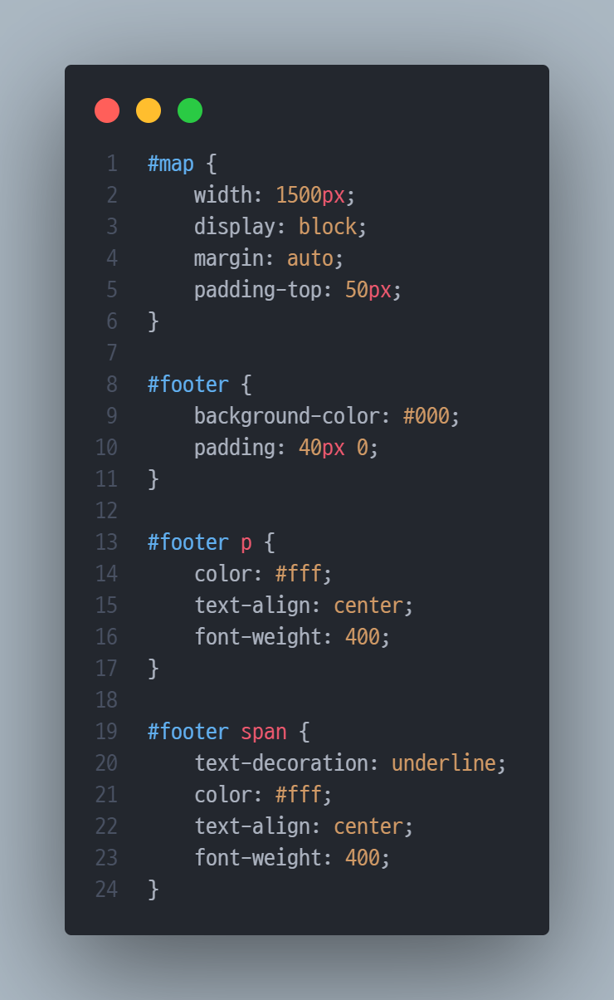 1 #map {
2     width: 1500px;
3     display: block;
4     margin: auto;
5     padding-top: 50px;
6 }
7
8 #footer {
9     background-color: #000;
10     padding: 40px 0;
11 }
12
13 #footer p {
14     color: #fff;
15     text-align: center;
16     font-weight: 400;
17 }
18
19 #footer span {
20     text-decoration: underline;
21     color: #fff;
22     text-align: center;
23     font-weight: 400;
24 }